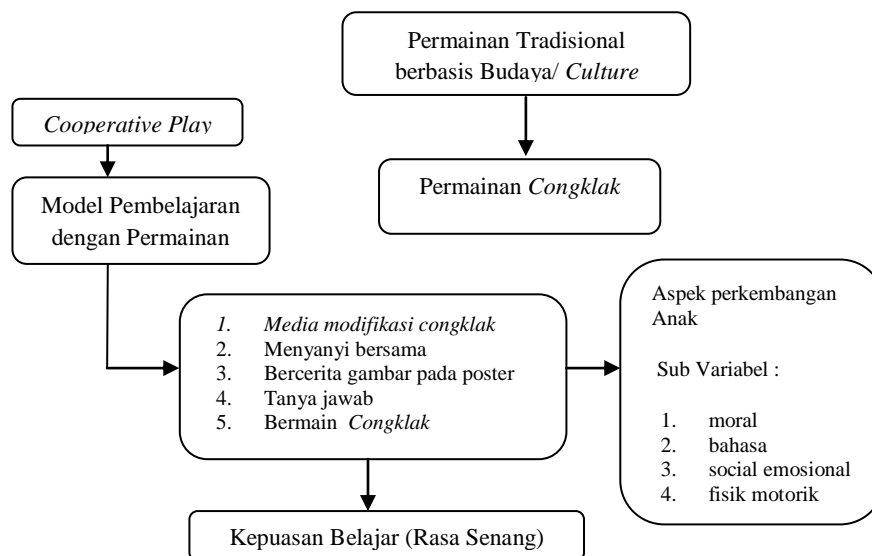 Permainan Tradisional
berbasis Budaya/ Culture
Cooperative Play
Permainan Congklak
Model Pembelajaran
dengan Permainan
1. Media modifikasi congklak
2. Menyanyi bersama
3. Bercerita gambar pada poster
4. Tanya jawab
5. Bermain Congklak
Aspek perkembangan
Anak
Sub Variabel :
1. moral
2. bahasa
3. social emosional
4. fisik motorik
Kepuasan Belajar (Rasa Senang)